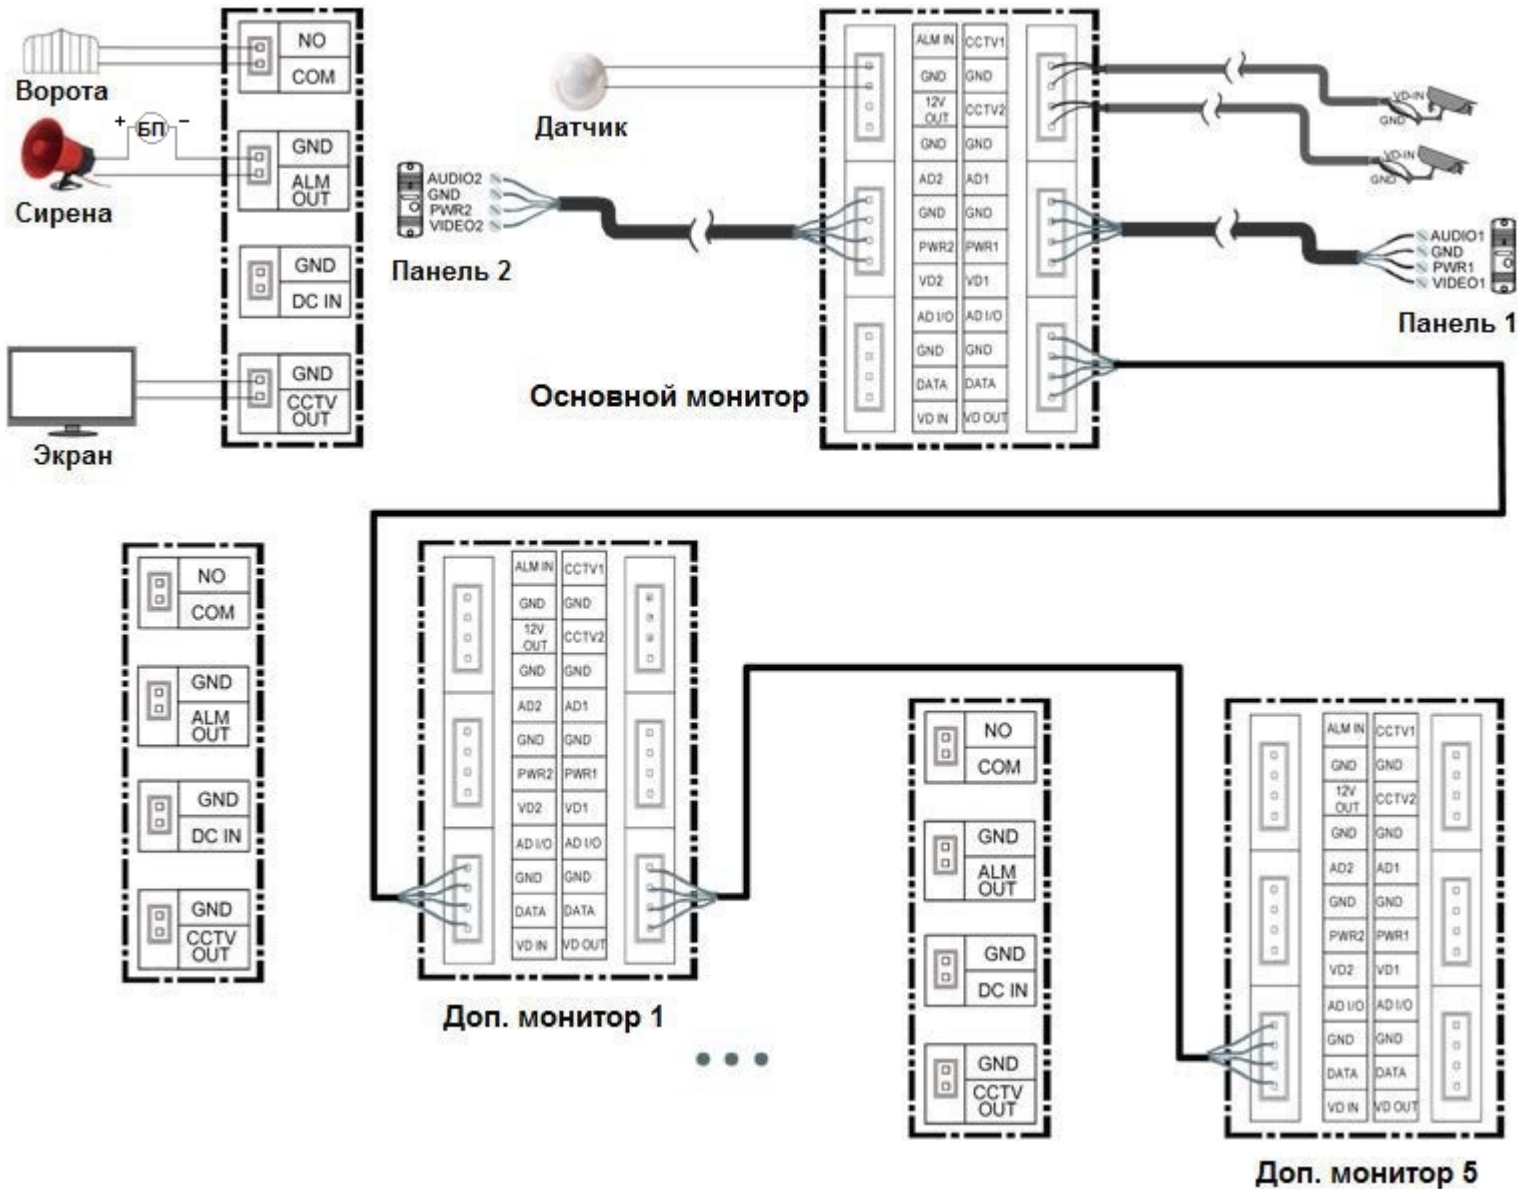 Ворота
+ БП −
Сирена
Экран
NO
COM
GND
ALM
OUT
GND
DC IN
GND
CCTV
OUT
Датчик
AUDIO2
GND
PWR2
VIDEO2
Панель 2
Основной монитор
ALM IN CCTV1
GND GND
12V
OUT CCTV2
GND GND
AD2 AD1
GND GND
PWR2 PWR1
VD2 VD1
AD I/O AD I/O
GND GND
DATA DATA
VD IN VD OUT
VD-IN
GND
VD-IN
GND
AUDIO1
GND
PWR1
VIDEO1
Панель 1
NO
COM
GND
ALM
OUT
GND
DC IN
GND
CCTV
OUT
ALM IN CCTV1
GND GND
12V
OUT CCTV2
GND GND
AD2 AD1
GND GND
PWR2 PWR1
VD2 VD1
AD I/O AD I/O
GND GND
DATA DATA
VD IN VD OUT
Доп. монитор 1
NO
COM
GND
ALM
OUT
GND
DC IN
GND
CCTV
OUT
ALM IN CCTV1
GND GND
12V
OUT CCTV2
GND GND
AD2 AD1
GND GND
PWR2 PWR1
VD2 VD1
AD I/O AD I/O
GND GND
DATA DATA
VD IN VD OUT
Доп. монитор 5